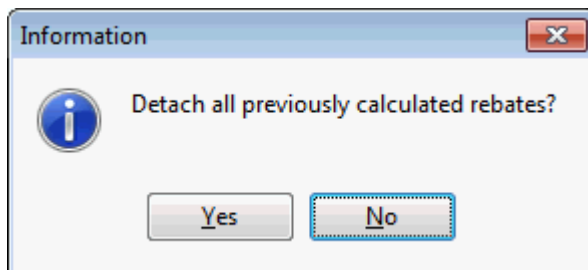 Information
Detach all previously calculated rebates?
Yes
No